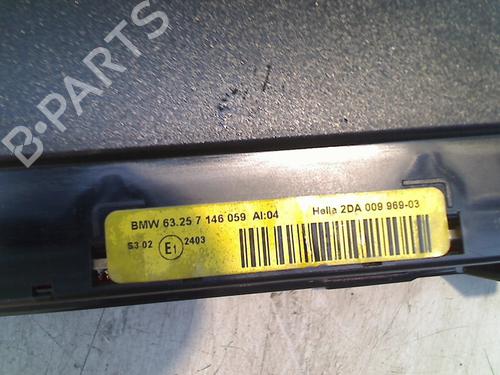 B-PARTS
BMW 63.25 7 146 059 AI:04 Hella 2DA 009 969-03
S3 02 E1 2403